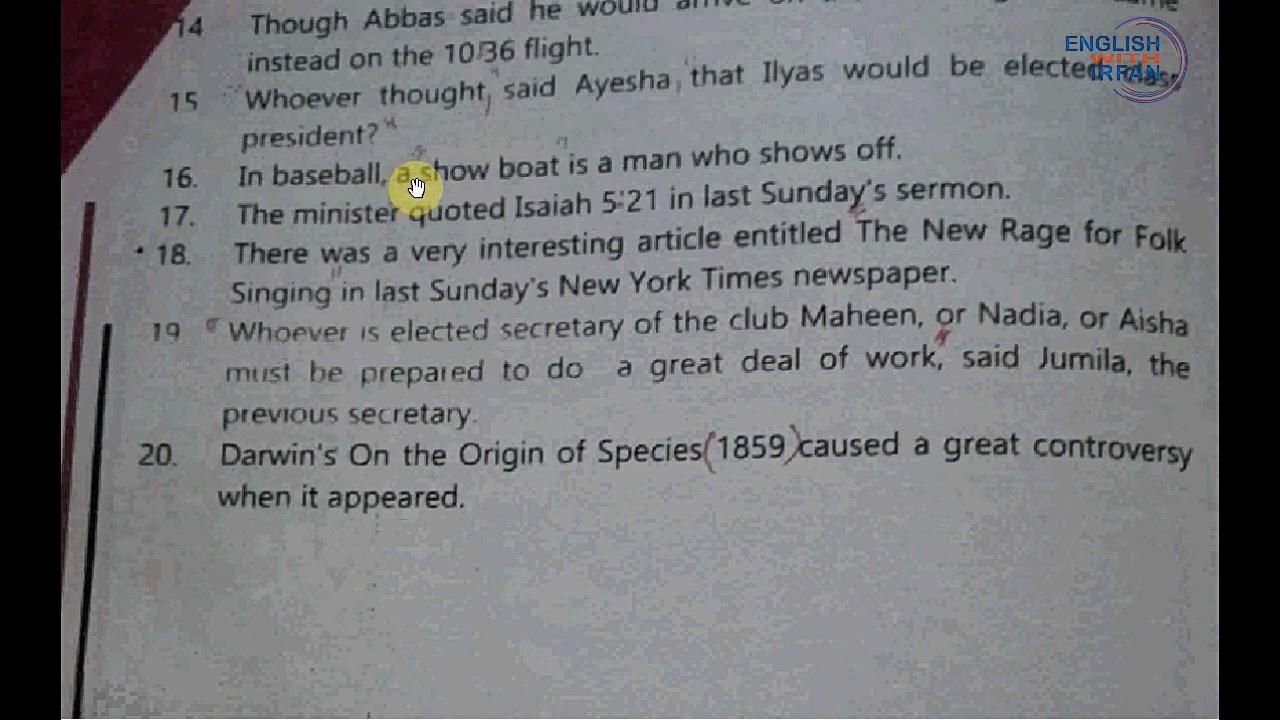 14 Though Abbas said he would arrive on
instead on the 10:36 flight.
ENGLISH
WITH
IRFAN
15 "Whoever thought," said Ayesha, that Ilyas would be elected class
president?"
16. In baseball, a show boat is a man who shows off.
17. The minister quoted Isaiah 5:21 in last Sunday's sermon.
18. There was a very interesting article entitled The New Rage for Folk
Singing in last Sunday's New York Times newspaper.
19 Whoever is elected secretary of the club Maheen, or Nadia, or Aisha
must be prepared to do a great deal of work, said Jumila, the
previous secretary.
20. Darwin's On the Origin of Species (1859) caused a great controversy
when it appeared.